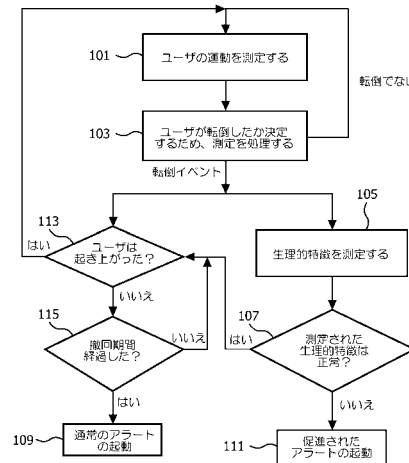 101
ユーザの運動を測定する
転倒でない
103
ユーザが転倒したか決定
するため、測定を処理する
転倒イベント
113
105
はい
ユーザは
起き上がった？
生理的特徴を測定する
いいえ
115
107
撤回期間
経過した？
いいえ
はい
測定された
生理的特徴は
正常？
はい
いいえ
109
通常のアラート
の起動
111
促進された
アラートの起動